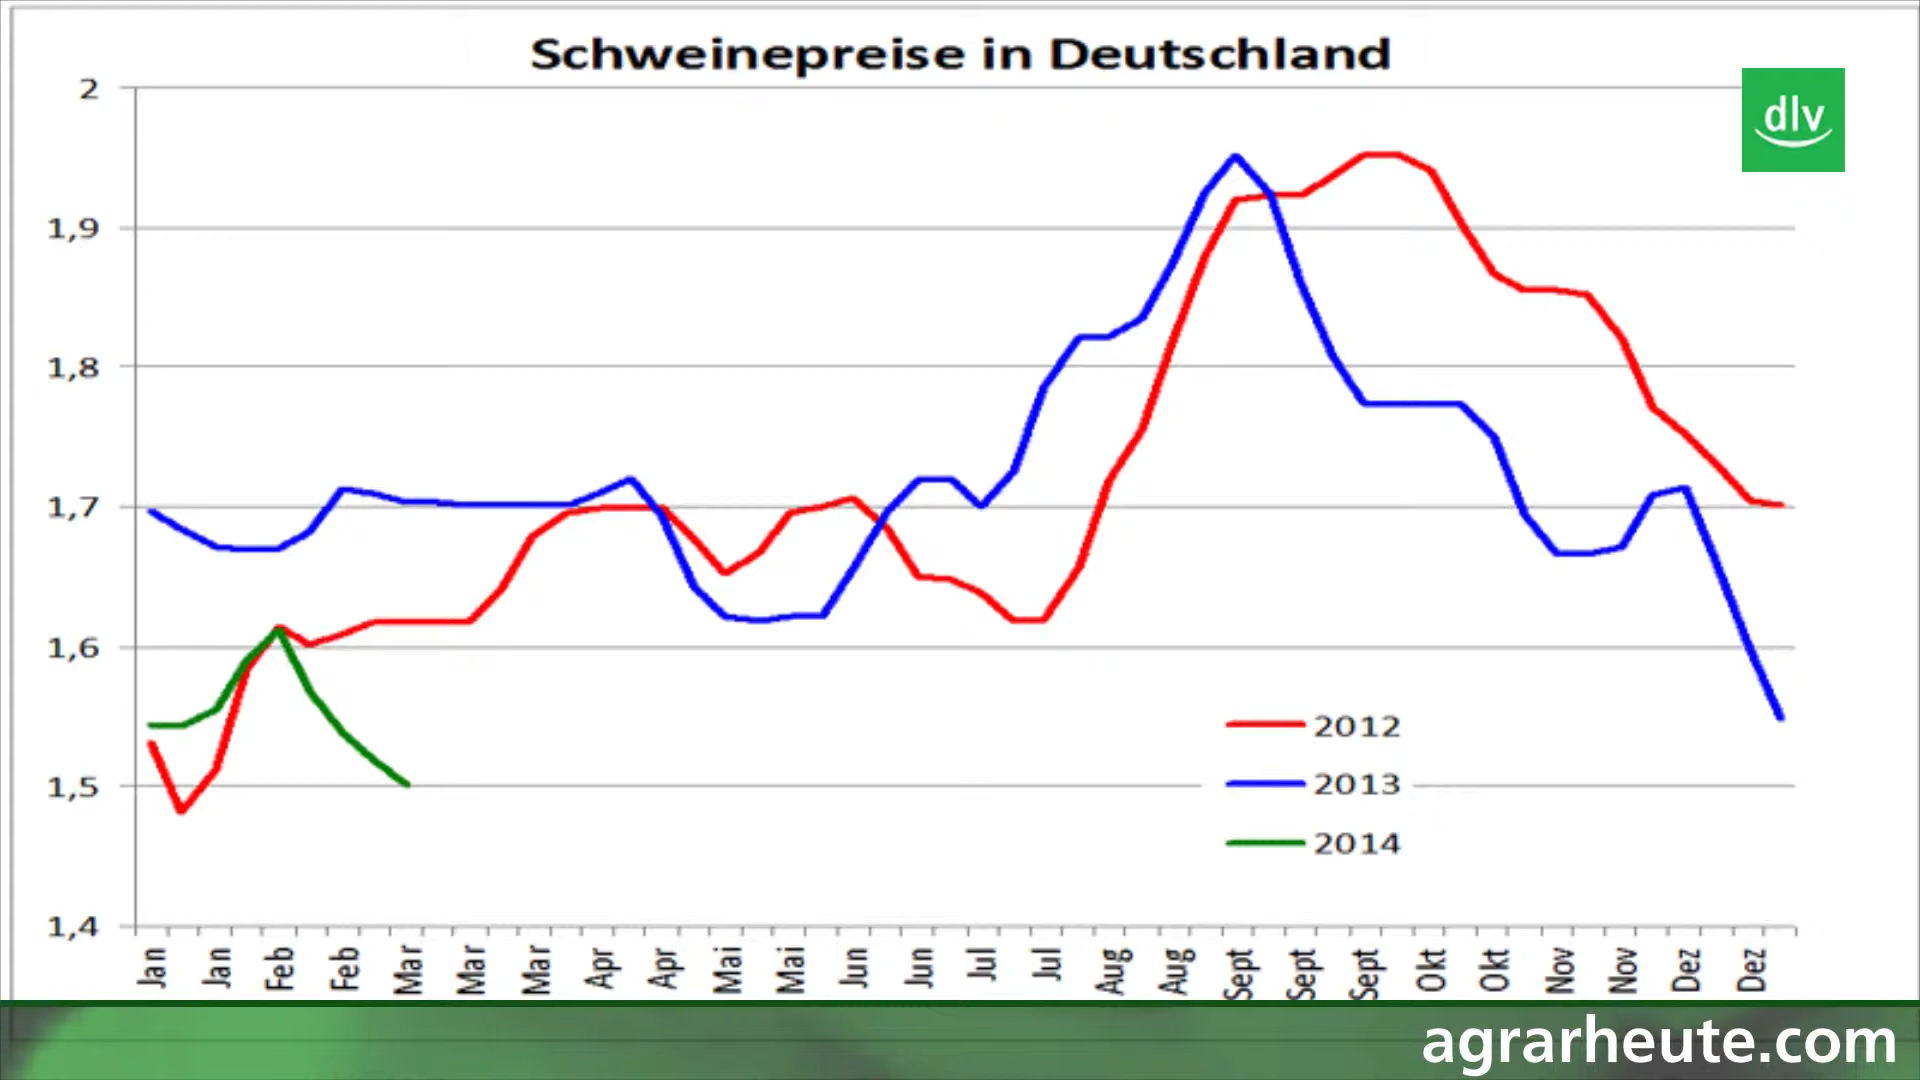 Schweinepreise in Deutschland
dlv
2
1,9
1,8
1,7
1,6
1,5
1,4
2012
2013
2014
Jan Jan Feb Feb Mar Mar Mar Apr Apr Mai Mai Jun Jun Jul Jul Aug Aug Sept Sept Sept Okt Okt Nov Nov Dez Dez
agrarheute.com